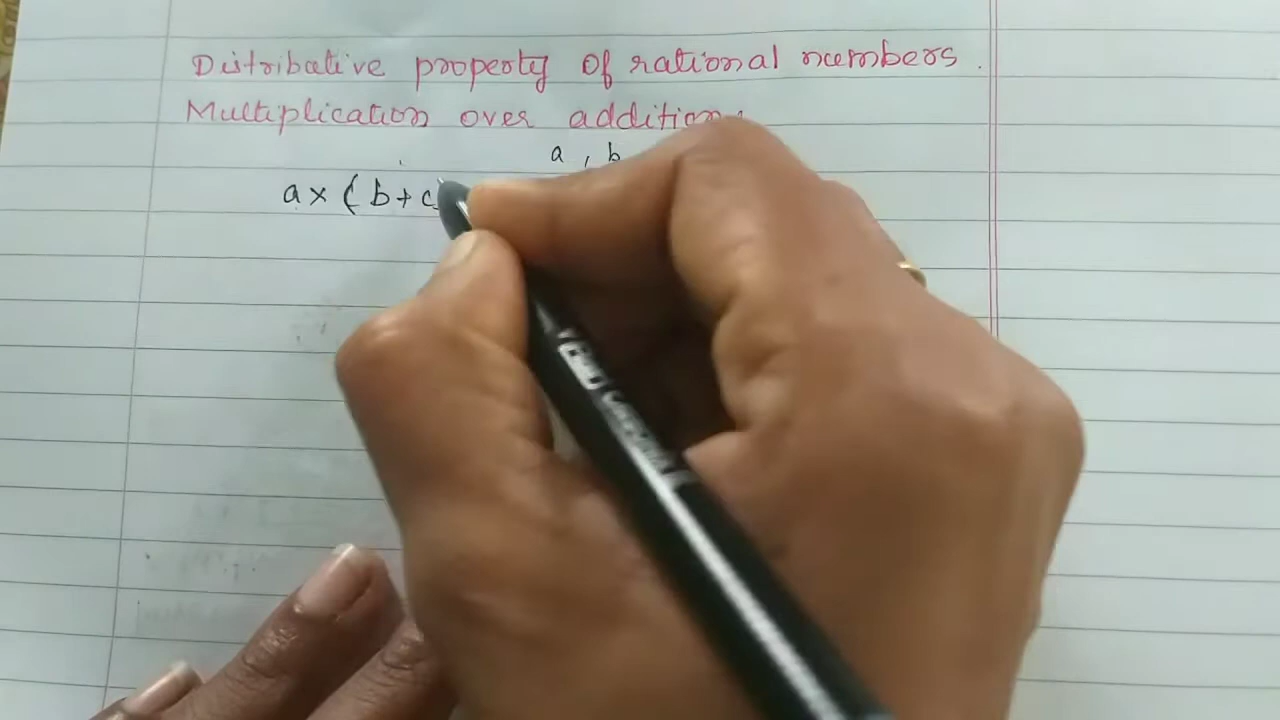 Distributive property of rational numbers.
Multiplication over addition
a, b
a × ( b + c